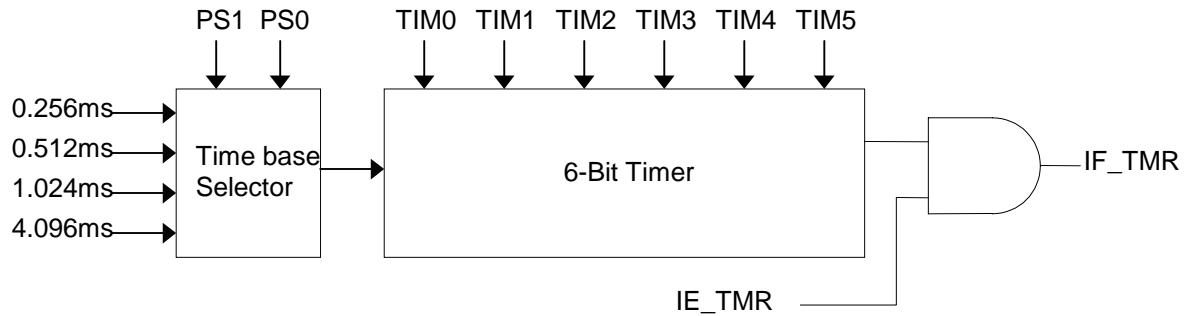 PS1 PS0 TIM0 TIM1 TIM2 TIM3 TIM4 TIM5
0.256ms
0.512ms
1.024ms
4.096ms
Time base
Selector
6-Bit Timer
IF_TMR
IE_TMR